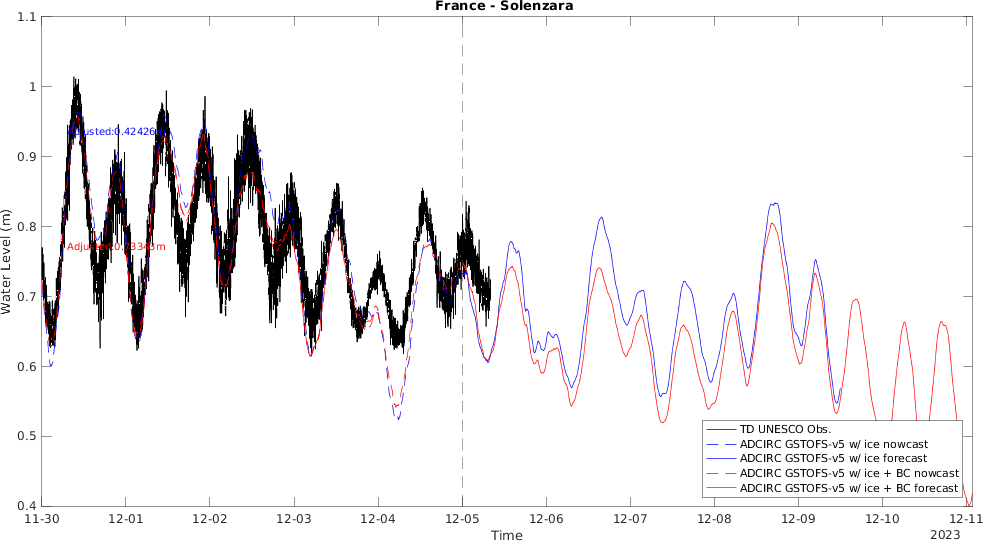 France - Solenzara
1.1
1
0.9
0.8
0.7
0.6
0.5
0.4
Water Level (m)
11-30
12-01
12-02
12-03
12-04
12-05
12-06
12-07
12-08
12-09
12-10
12-11
2023
Time
TD UNESCO Obs.
ADCIRC GSTOFS-v5 w/ ice nowcast
ADCIRC GSTOFS-v5 w/ ice forecast
ADCIRC GSTOFS-v5 w/ ice + BC nowcast
ADCIRC GSTOFS-v5 w/ ice + BC forecast